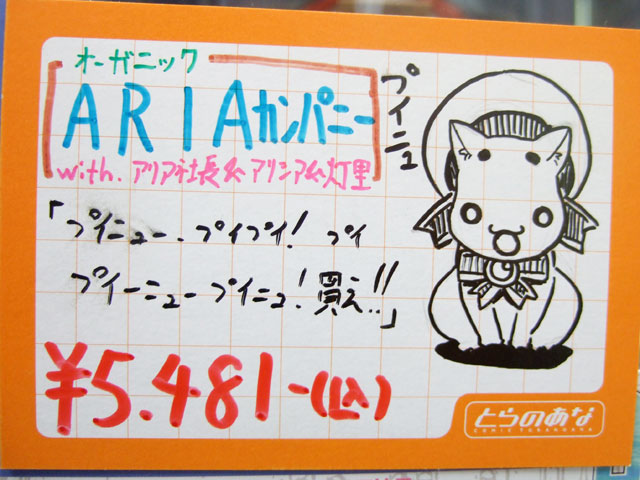 オーガニック
ARIAカンパニー
with.アリア社長&アリシア&灯里
プイニュ
「プイニュー、プイプイ! プイ
プイーニュープイニュ!買え!!」
¥5.481-(込)
とらのあな
COMIC TORANOANA